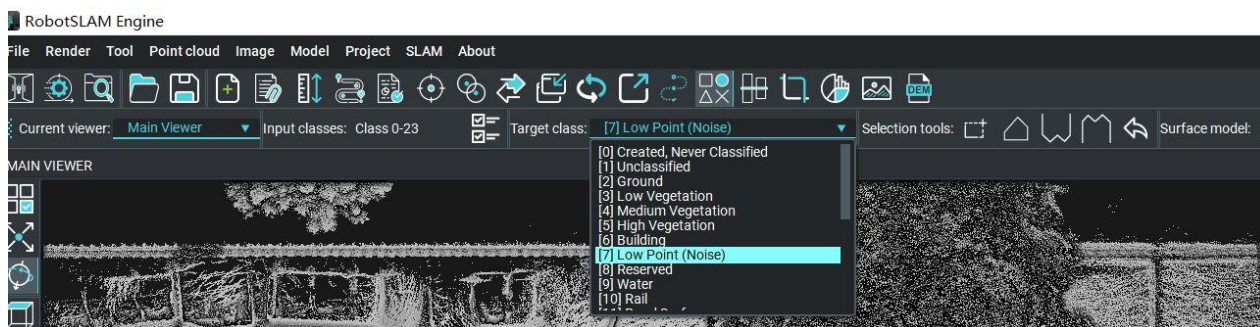 RobotSLAM Engine
File Render Tool Point cloud Image Model Project SLAM About
DEM
Current viewer: Main Viewer Input classes: Class 0-23 Target class: [7] Low Point (Noise) Selection tools: Surface model:
MAIN VIEWER
[0] Created, Never Classified
[1] Unclassified
[2] Ground
[3] Low Vegetation
[4] Medium Vegetation
[5] High Vegetation
[6] Building
[7] Low Point (Noise)
[8] Reserved
[9] Water
[10] Rail